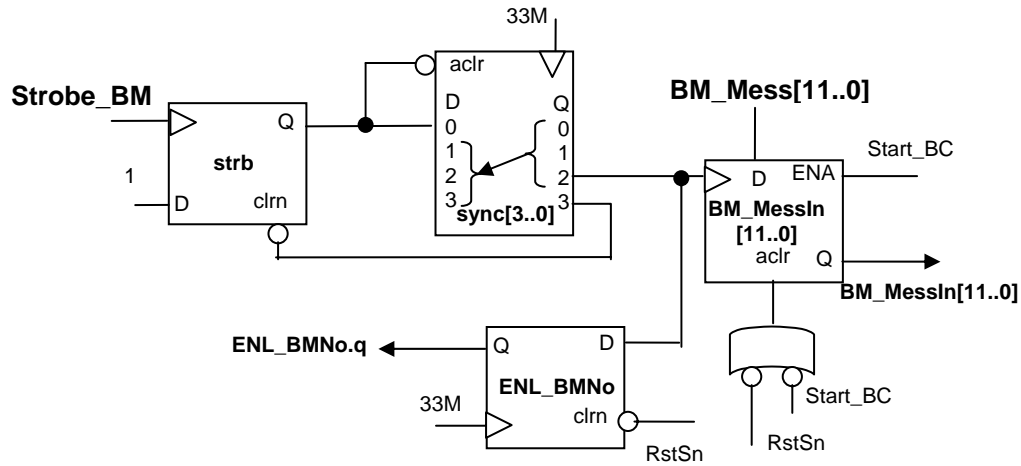 33M
Strobe_BM
Q
strb
1
D
clrn
aclr
D
Q
0
0
1
1
2
2
3
3
sync[3..0]
BM_Mess[11..0]
Start_BC
D
ENA
BM_MessIn
[11..0]
aclr
Q
BM_MessIn[11..0]
ENL_BMNo.q
Q
D
ENL_BMNo
33M
clrn
RstSn
Start_BC
RstSn